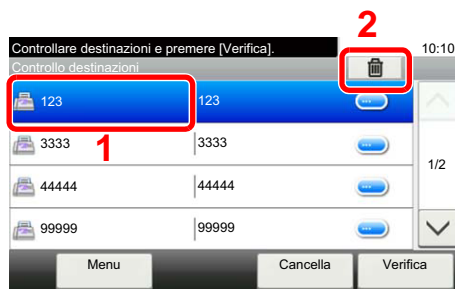 2
Controllare destinazioni e premere [Verifica].
10:10
Controllo destinazioni
123 123
1
3333 3333
1/2
44444 44444
99999 99999
Menu Cancella Verifica